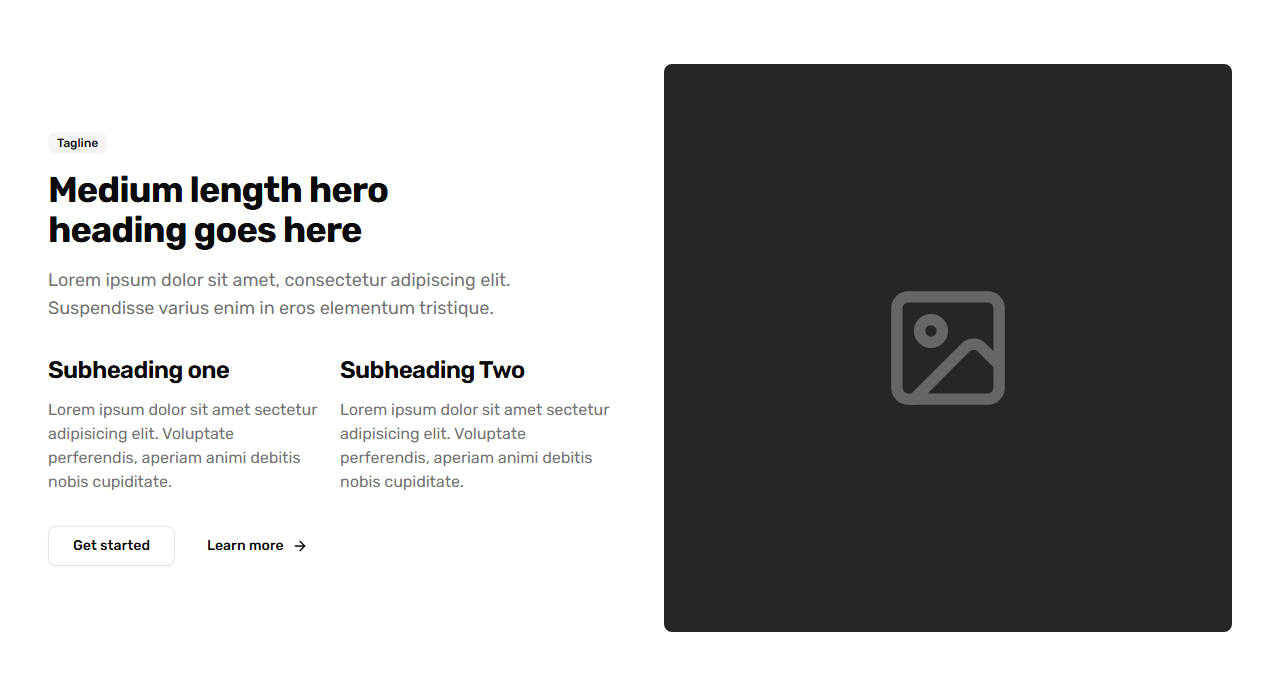 Tagline
Medium length hero
heading goes here
Lorem ipsum dolor sit amet, consectetur adipiscing elit.
Suspendisse varius enim in eros elementum tristique.
Subheading one
Lorem ipsum dolor sit amet sectetur
adipisicing elit. Voluptate
perferendis, aperiam animi debitis
nobis cupiditate.
Subheading Two
Lorem ipsum dolor sit amet sectetur
adipisicing elit. Voluptate
perferendis, aperiam animi debitis
nobis cupiditate.
Get started
Learn more